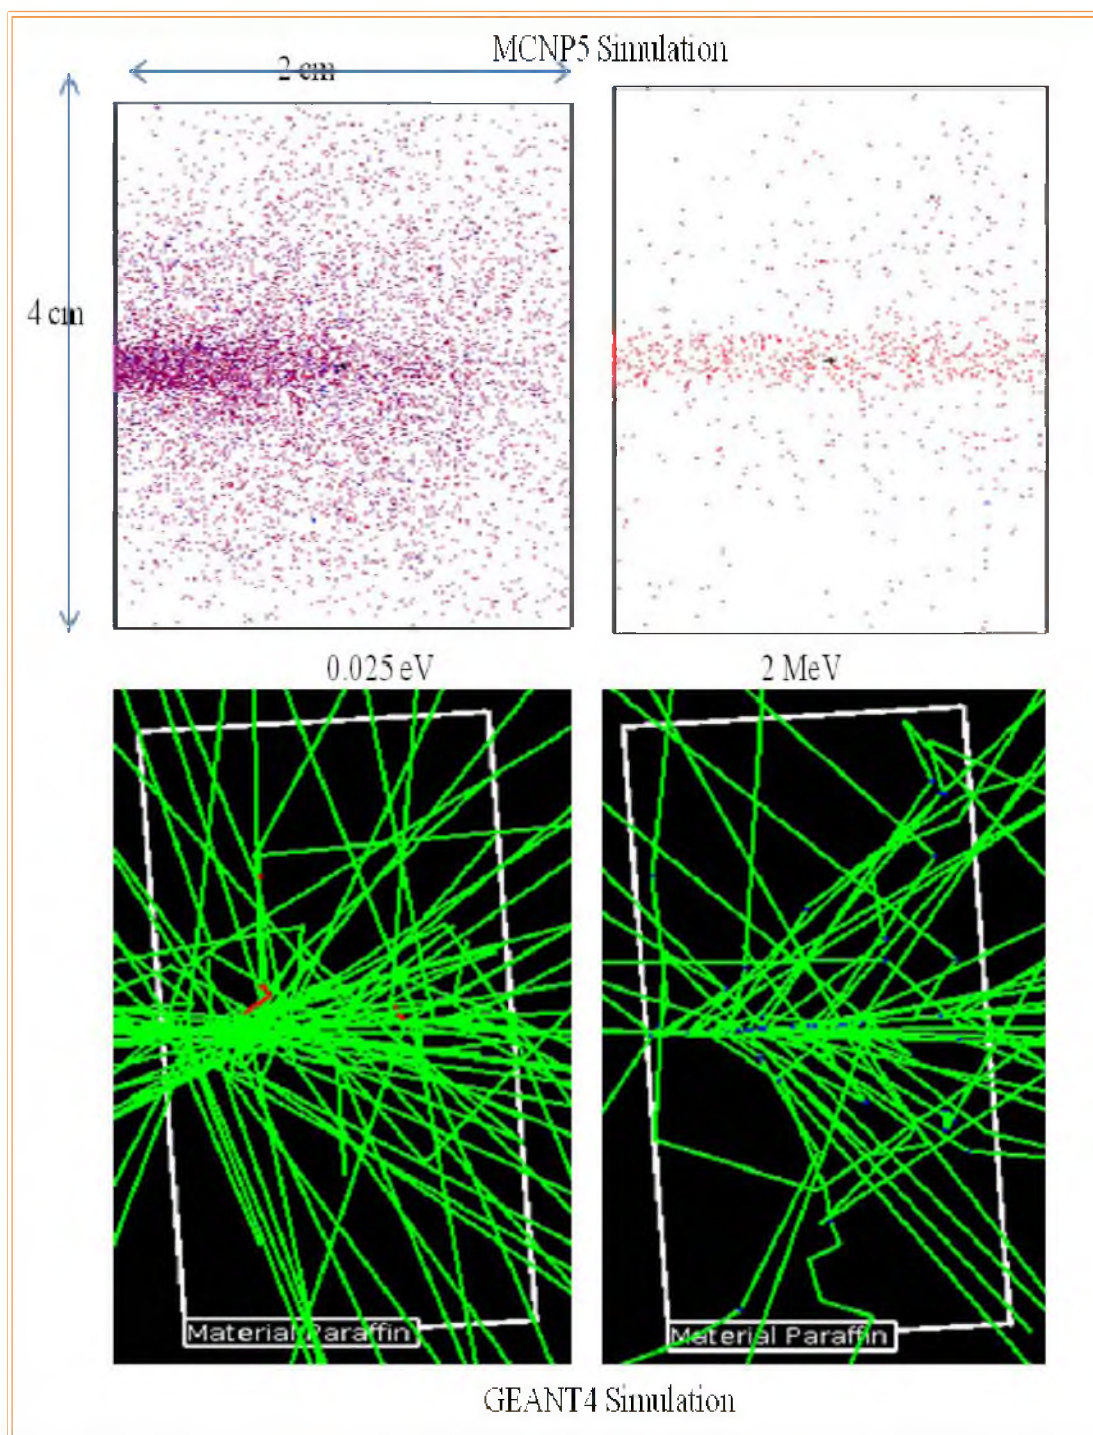 MCNP5 Simulation
2 cm
4 cm
0.025 eV
2 MeV
Material Paraffin
Material Paraffin
GEANT4 Simulation